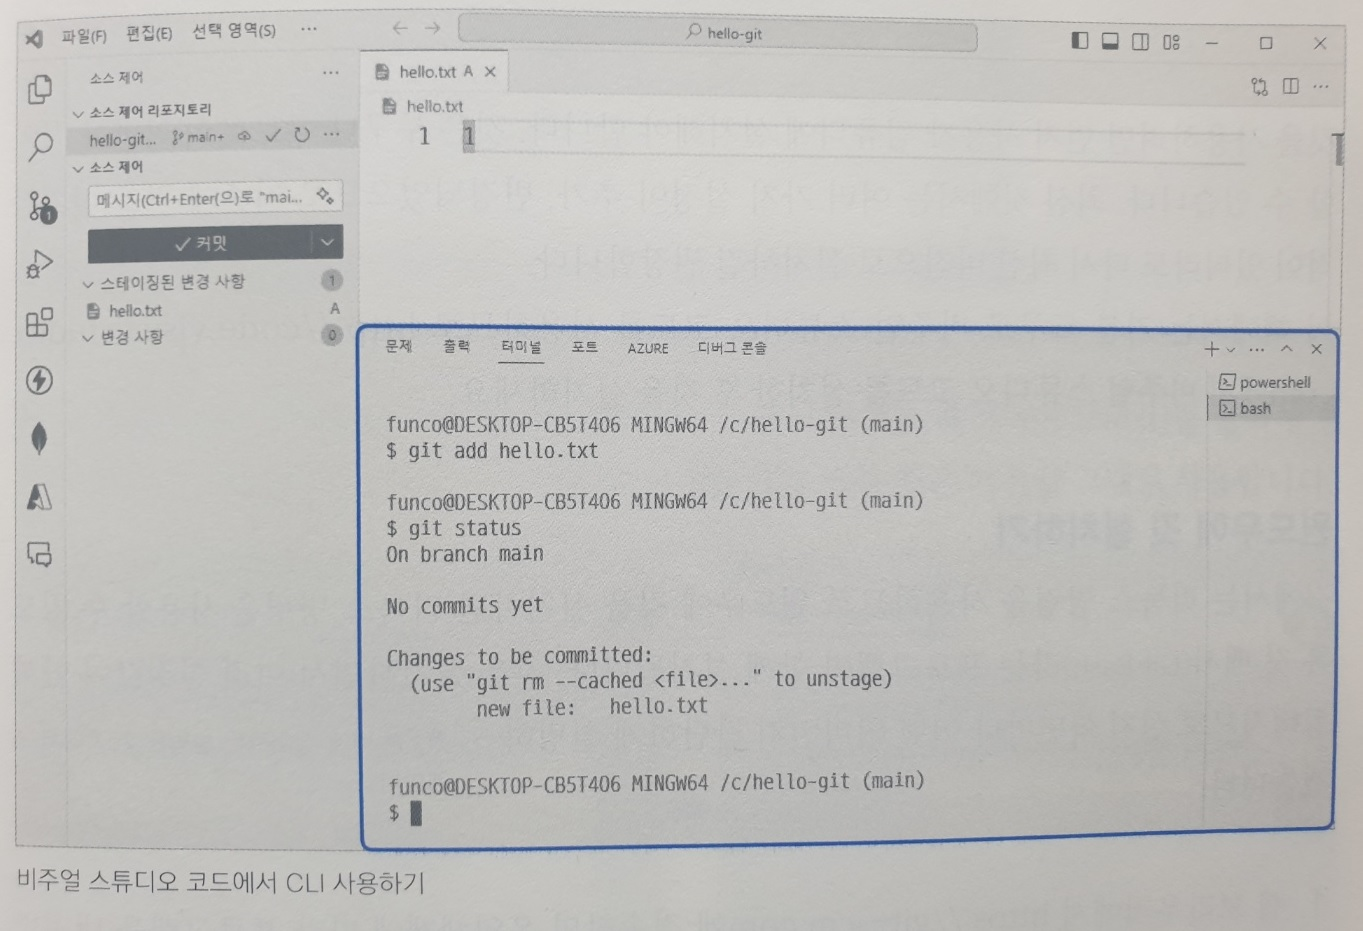 파일(F) 편집(E) 선택 영역(S) ... hello-git
소스 제어 ...
소스 제어 리포지토리
hello-git... main+ ...
소스 제어
메시지(Ctrl+Enter(으)로 "mai...
커밋
스테이징된 변경 사항 1
hello.txt A
변경 사항 0
1
hello.txt A
hello.txt
1 1
문제 출력 터미널 포트 AZURE 디버그 콘솔
powershell
bash
funco@DESKTOP-CB5T406 MINGW64 /c/hello-git (main)
$ git add hello.txt
funco@DESKTOP-CB5T406 MINGW64 /c/hello-git (main)
$ git status
On branch main
No commits yet
Changes to be committed:
(use "git rm --cached <file>..." to unstage)
new file: hello.txt
funco@DESKTOP-CB5T406 MINGW64 /c/hello-git (main)
$
비주얼 스튜디오 코드에서 CLI 사용하기